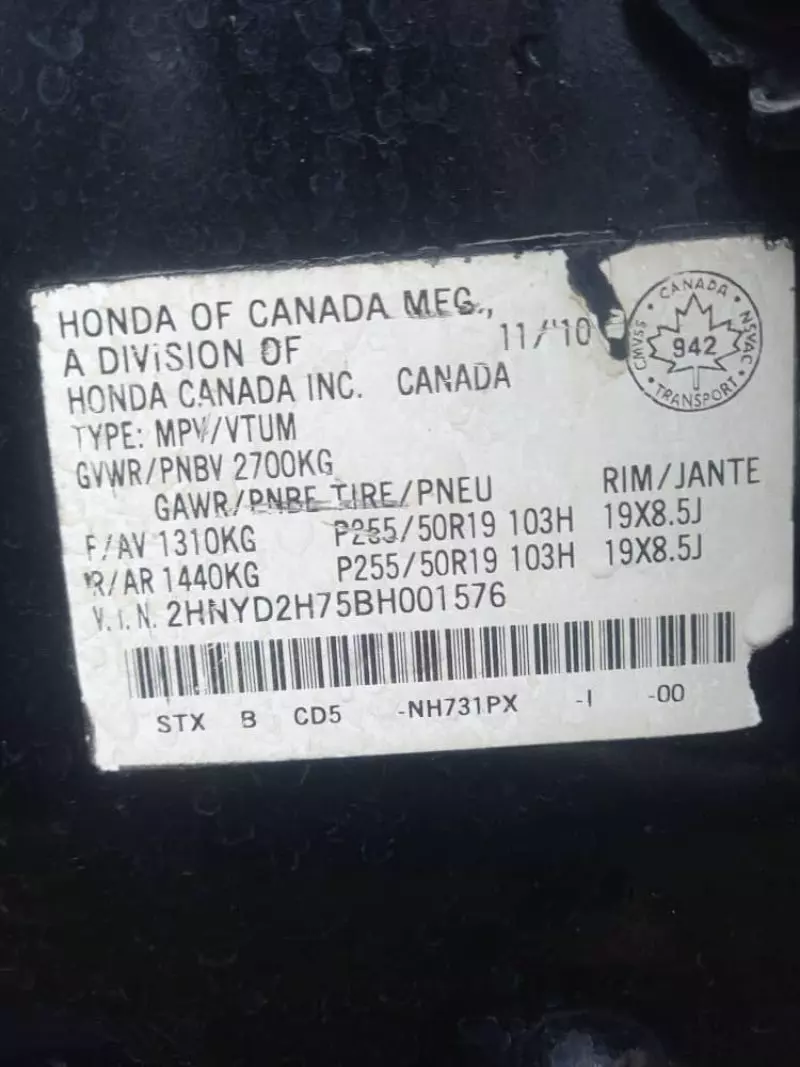 HONDA OF CANADA MFG.,
11/'10
A DIVISION OF
HONDA CANADA INC. CANADA
TYPE: MPV/VTUM
GVWR/PNBV 2700KG
GAWR/PNBE TIRE/PNEU RIM/JANTE
F/AV 1310KG P255/50R19 103H 19X8.5J
R/AR 1440KG P255/50R19 103H 19X8.5J
V.I.N. 2HNYD2H75BH001576
STX B CD5 -NH731PX -I -00
CANADA
CMVSS 942 NSVAC
TRANSPORT